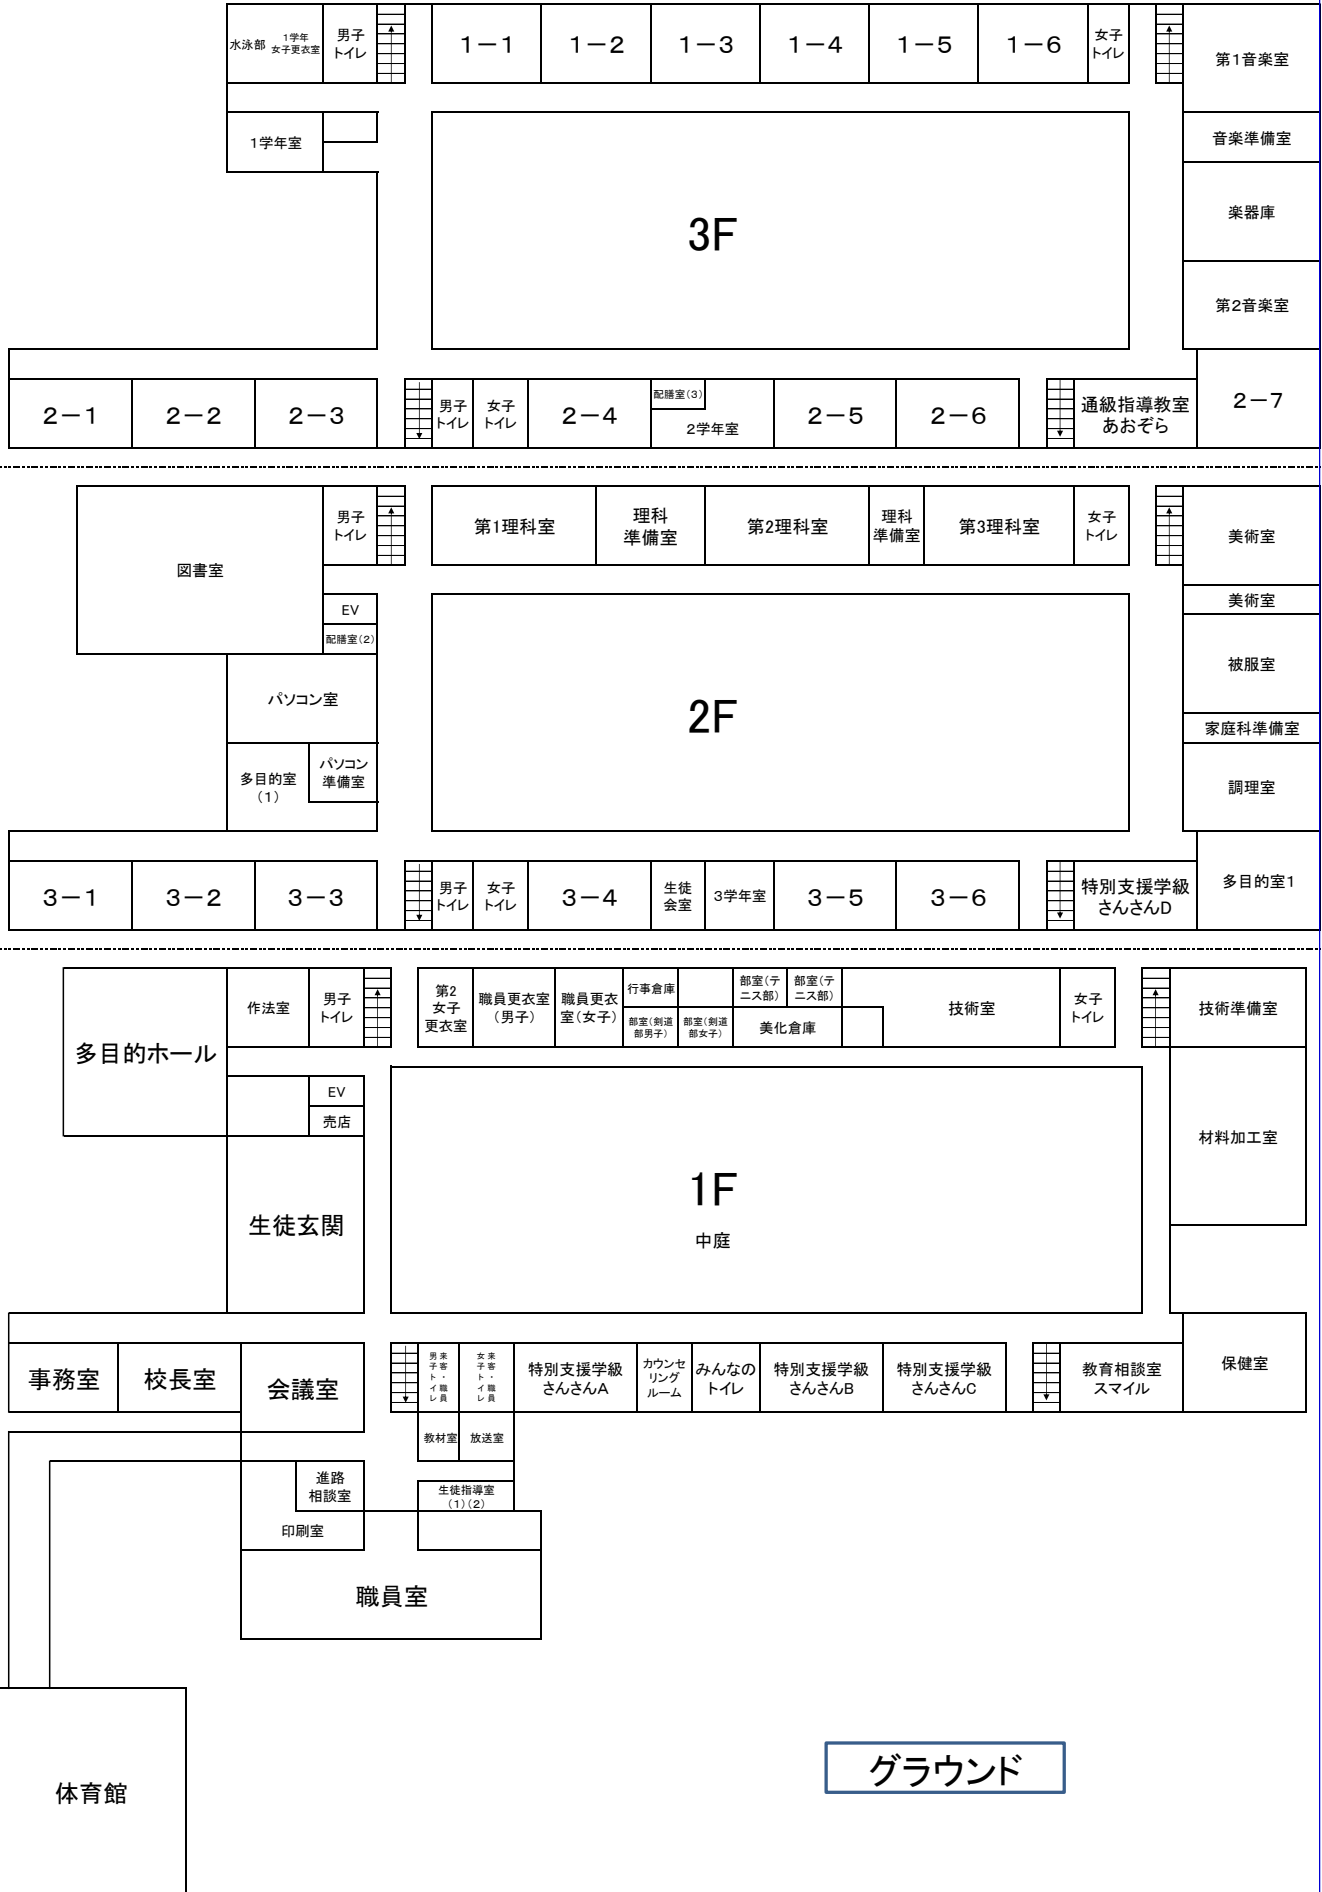 水泳部
1学年
女子更衣室
男子
トイレ
1－1
1－2
1－3
1－4
1－5
1－6
女子
トイレ
第1音楽室
1学年室
音楽準備室
楽器庫
第2音楽室
3F
2－1
2－2
2－3
男子
トイレ
女子
トイレ
2－4
配膳室(3)
2学年室
2－5
2－6
通級指導教室
あおぞら
2－7
図書室
男子
トイレ
第1理科室
理科
準備室
第2理科室
理科
準備室
第3理科室
女子
トイレ
美術室
EV
配膳室(2)
美術室
被服室
パソコン室
家庭科準備室
多目的室
(1)
パソコン
準備室
調理室
2F
3－1
3－2
3－3
男子
トイレ
女子
トイレ
3－4
生徒
会室
3学年室
3－5
3－6
特別支援学級
さんさんD
多目的室1
多目的ホール
作法室
男子
トイレ
第2
女子
更衣室
職員更衣室
(男子)
職員更衣
室(女子)
行事倉庫
部室(剣道
部男子)
部室(剣道
部女子)
部室(テ
ニス部)
部室(テ
ニス部)
美化倉庫
技術室
女子
トイレ
技術準備室
EV
売店
材料加工室
生徒玄関
1F
中庭
事務室
校長室
会議室
来客・職員
男子トイレ
来客・職員
女子トイレ
特別支援学級
さんさんA
カウンセ
リング
ルーム
みんなの
トイレ
特別支援学級
さんさんB
特別支援学級
さんさんC
教育相談室
スマイル
保健室
教材室
放送室
進路
相談室
生徒指導室
(1)(2)
印刷室
職員室
体育館
グラウンド